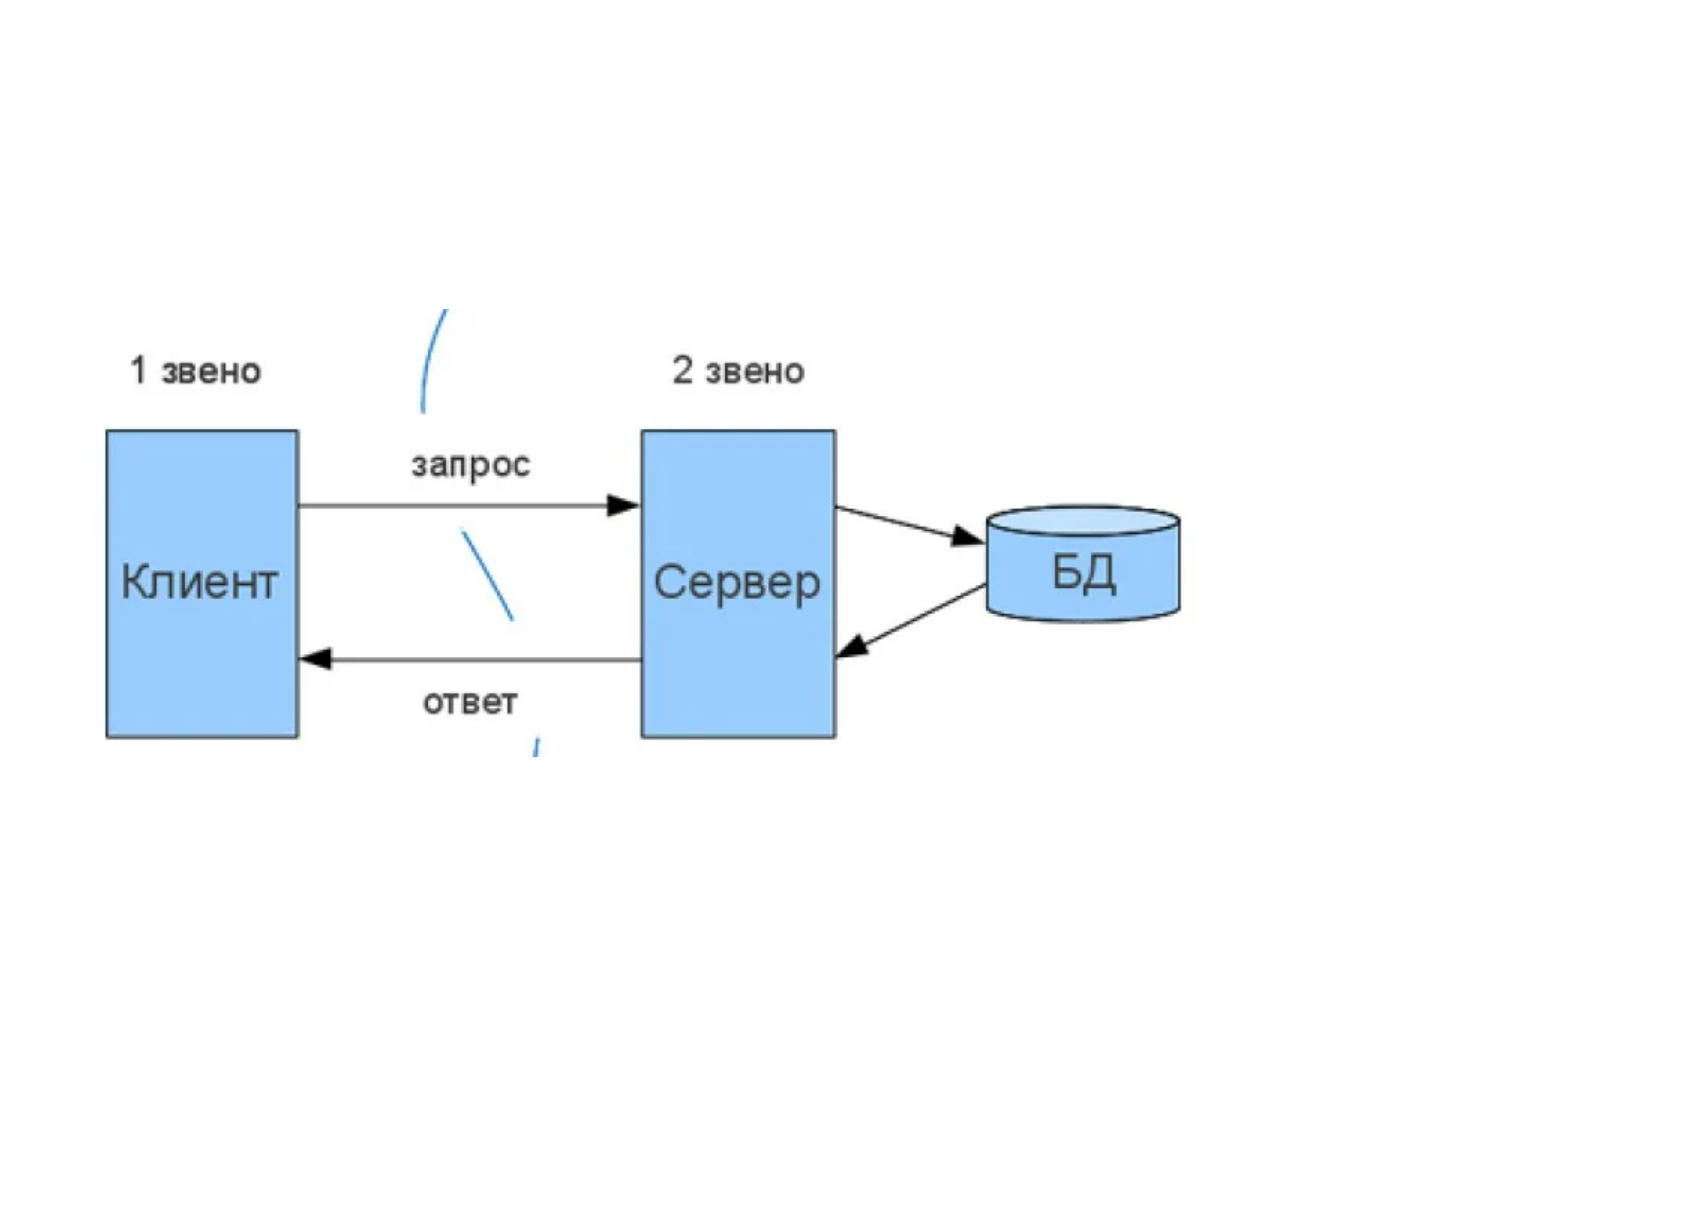 1 звено
2 звено
запрос
Клиент
Сервер
БД
ответ